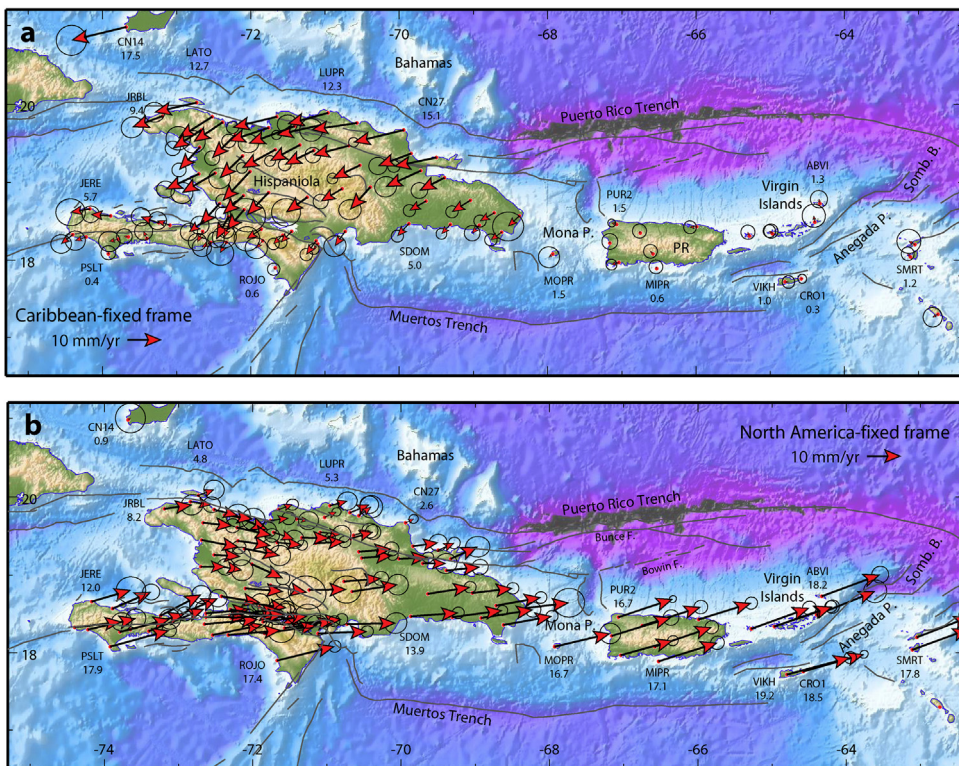 a
-72
-70
-68
-66
-64
CN14
17.5
LATO
12.7
LUPR
12.3
Bahamas
CN27
15.1
20
JRBL
9.4
Puerto Rico Trench
Somb. B.
Hispaniola
JERE
5.7
PUR2
1.5
Virgin
Islands
ABVI
1.3
Anegada P.
Mona P.
PR
18
PSLT
0.4
ROJO
0.6
SDOM
5.0
MOPR
1.5
MIPR
0.6
VIKH
1.0
CRO1
0.3
SMRT
1.2
Caribbean-fixed frame
10 mm/yr
Muertos Trench
b
CN14
0.9
LATO
4.8
LUPR
5.3
Bahamas
CN27
2.6
North America-fixed frame
10 mm/yr
20
JRBL
8.2
Puerto Rico Trench
Bunce F.
Bowin F.
Somb. B.
JERE
12.0
PUR2
16.7
Virgin
Islands
ABVI
18.2
Anegada P.
Mona P.
18
PSLT
17.9
ROJO
17.4
SDOM
13.9
MOPR
16.7
MIPR
17.1
VIKH
19.2
CRO1
18.5
SMRT
17.8
Muertos Trench
-74
-72
-70
-68
-66
-64